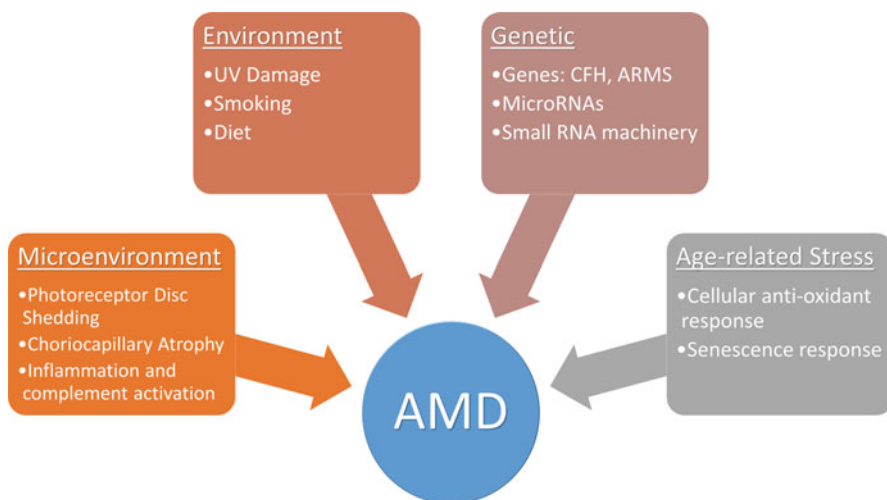 Environment
•UV Damage
•Smoking
•Diet
Genetic
•Genes: CFH, ARMS
•MicroRNAs
•Small RNA machinery
Microenvironment
•Photoreceptor Disc
Shedding
•Choriocapillary Atrophy
•Inflammation and
complement activation
Age-related Stress
•Cellular anti-oxidant
response
•Senescence response
AMD